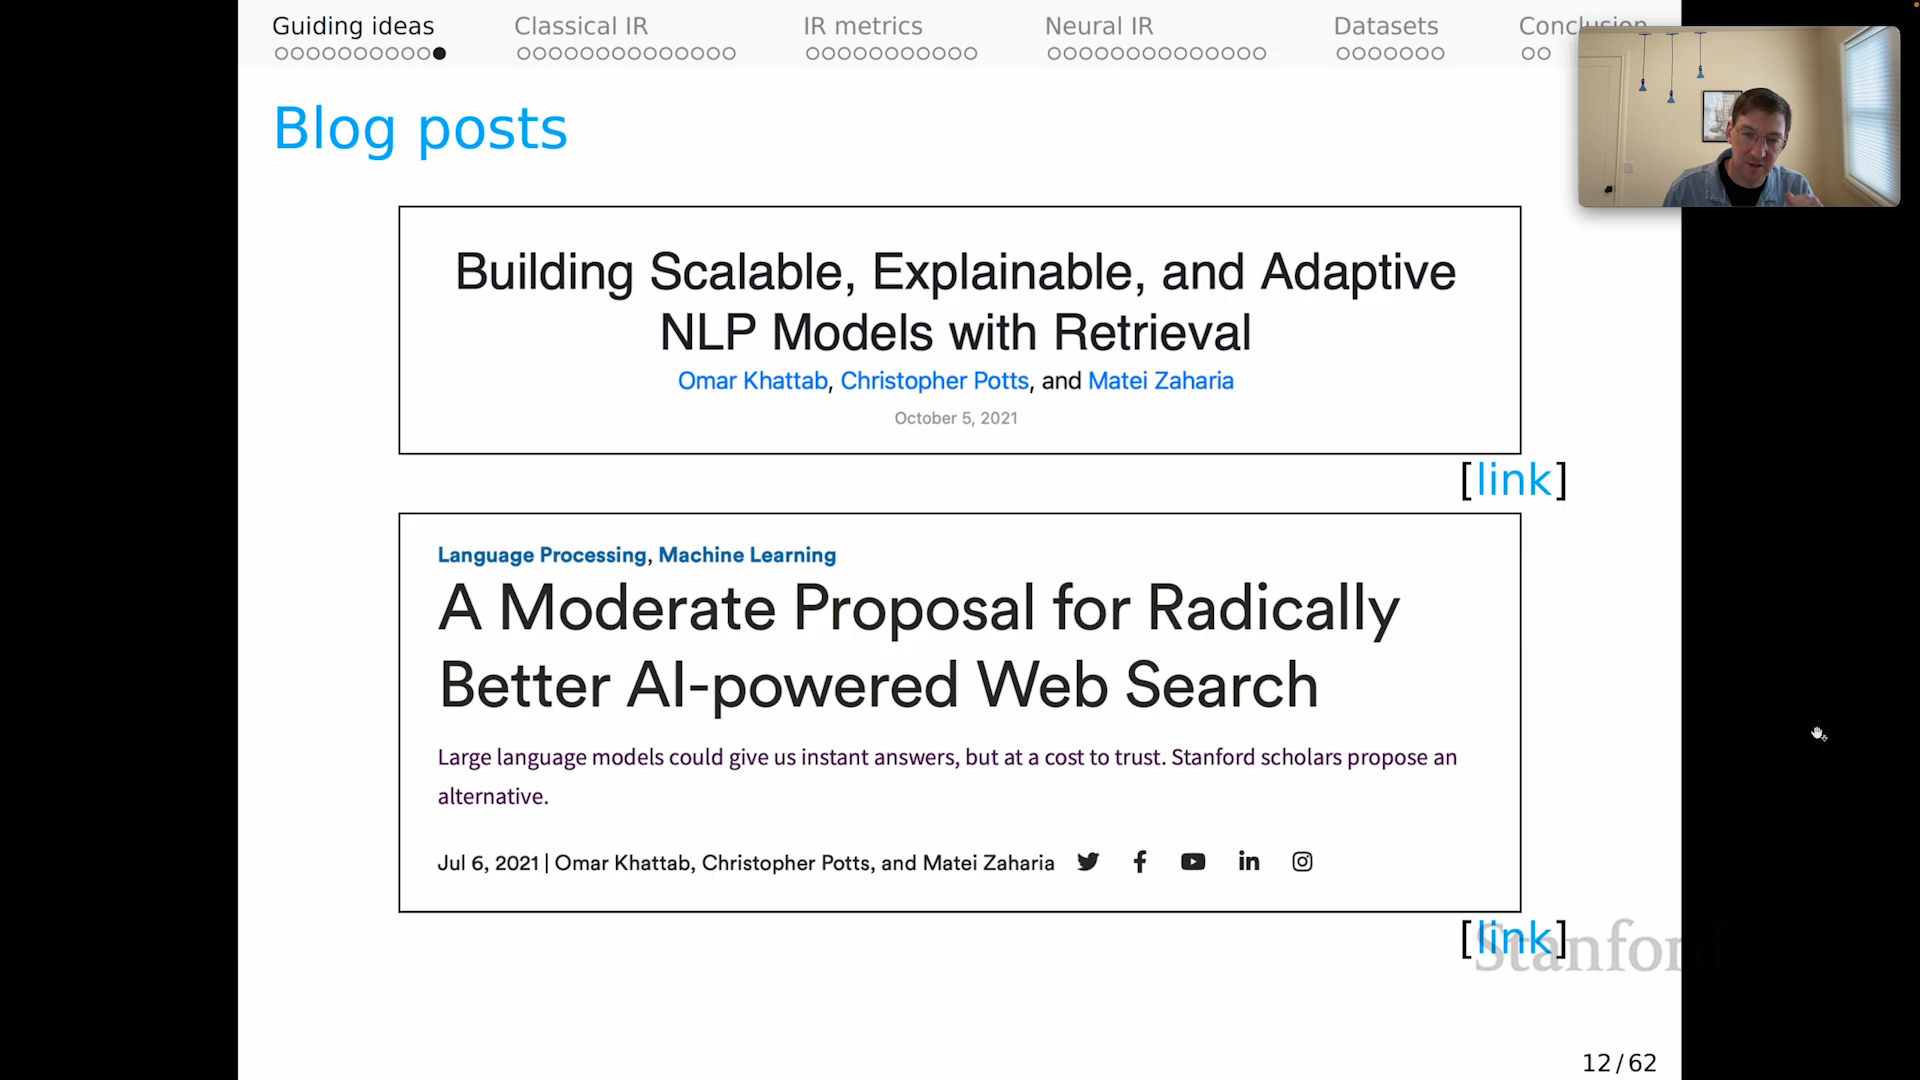 Guiding ideas
Classical IR
IR metrics
Neural IR
Datasets
Conclusion
Blog posts
Building Scalable, Explainable, and Adaptive
NLP Models with Retrieval
Omar Khattab, Christopher Potts, and Matei Zaharia
October 5, 2021
[link]
Language Processing, Machine Learning
A Moderate Proposal for Radically
Better AI-powered Web Search
Large language models could give us instant answers, but at a cost to trust. Stanford scholars propose an
alternative.
Jul 6, 2021 | Omar Khattab, Christopher Potts, and Matei Zaharia
[link]
Stanford
12/62